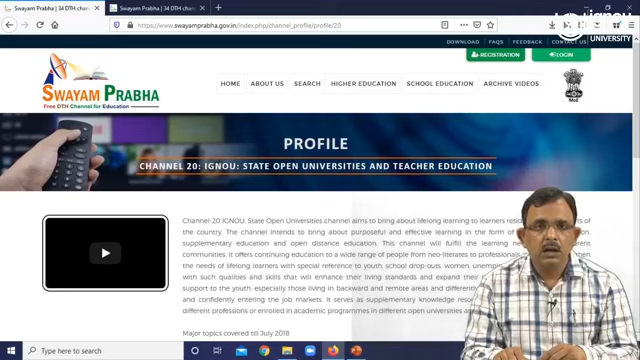 Swayam Prabha | 34 DTH chann
Swayam Prabha | 34 DTH channel
https://www.swayamprabha.gov.in/index.php/channel_profile/profile/20
ignou
UNIVERSITY
DOWNLOAD FAQS FEEDBACK CONTACT US
REGISTRATION LOGIN
SWAYAM PRABHA
Free DTH Channel for Education
HOME ABOUT US SEARCH HIGHER EDUCATION SCHOOL EDUCATION ARCHIVE VIDEOS
MoE
PROFILE
CHANNEL 20: IGNOU: STATE OPEN UNIVERSITIES AND TEACHER EDUCATION
Channel-20 IGNOU: State Open Universities channel aims to bring about lifelong learning to learners of
the country. The channel intends to bring about purposeful and effective learning in the form of
supplementary education and open distance education. This channel will fulfill the learning
communities. It offers continuing education to a wide range of people from neo-literates to professionals
the needs of lifelong learners with special reference to youth, school drop-outs, women,
with such qualities and skills that will enhance their living standards and expand their
support to the youth, especially those living in backward and remote areas and
and confidently entering the job markets. It serves as supplementary knowledge
different professions or enrolled in academic programmes in different open universities
Major topics covered till July 2018
Type here to search